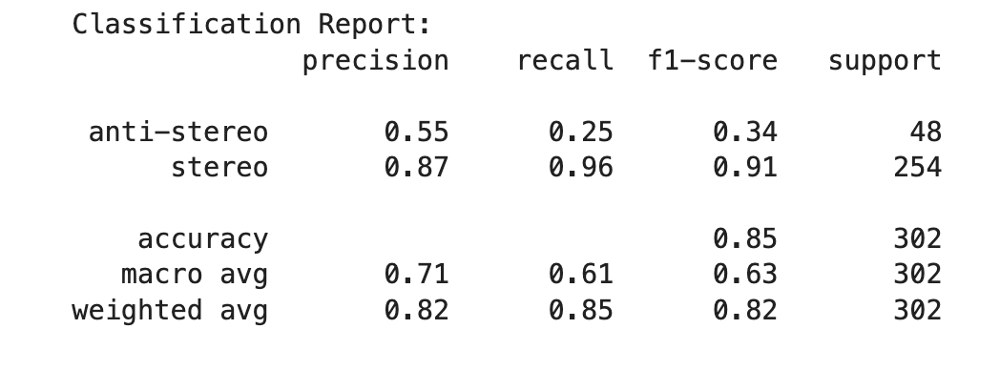 Classification Report:
precision recall f1-score support
anti-stereo 0.55 0.25 0.34 48
stereo 0.87 0.96 0.91 254
accuracy 0.85 302
macro avg 0.71 0.61 0.63 302
weighted avg 0.82 0.85 0.82 302